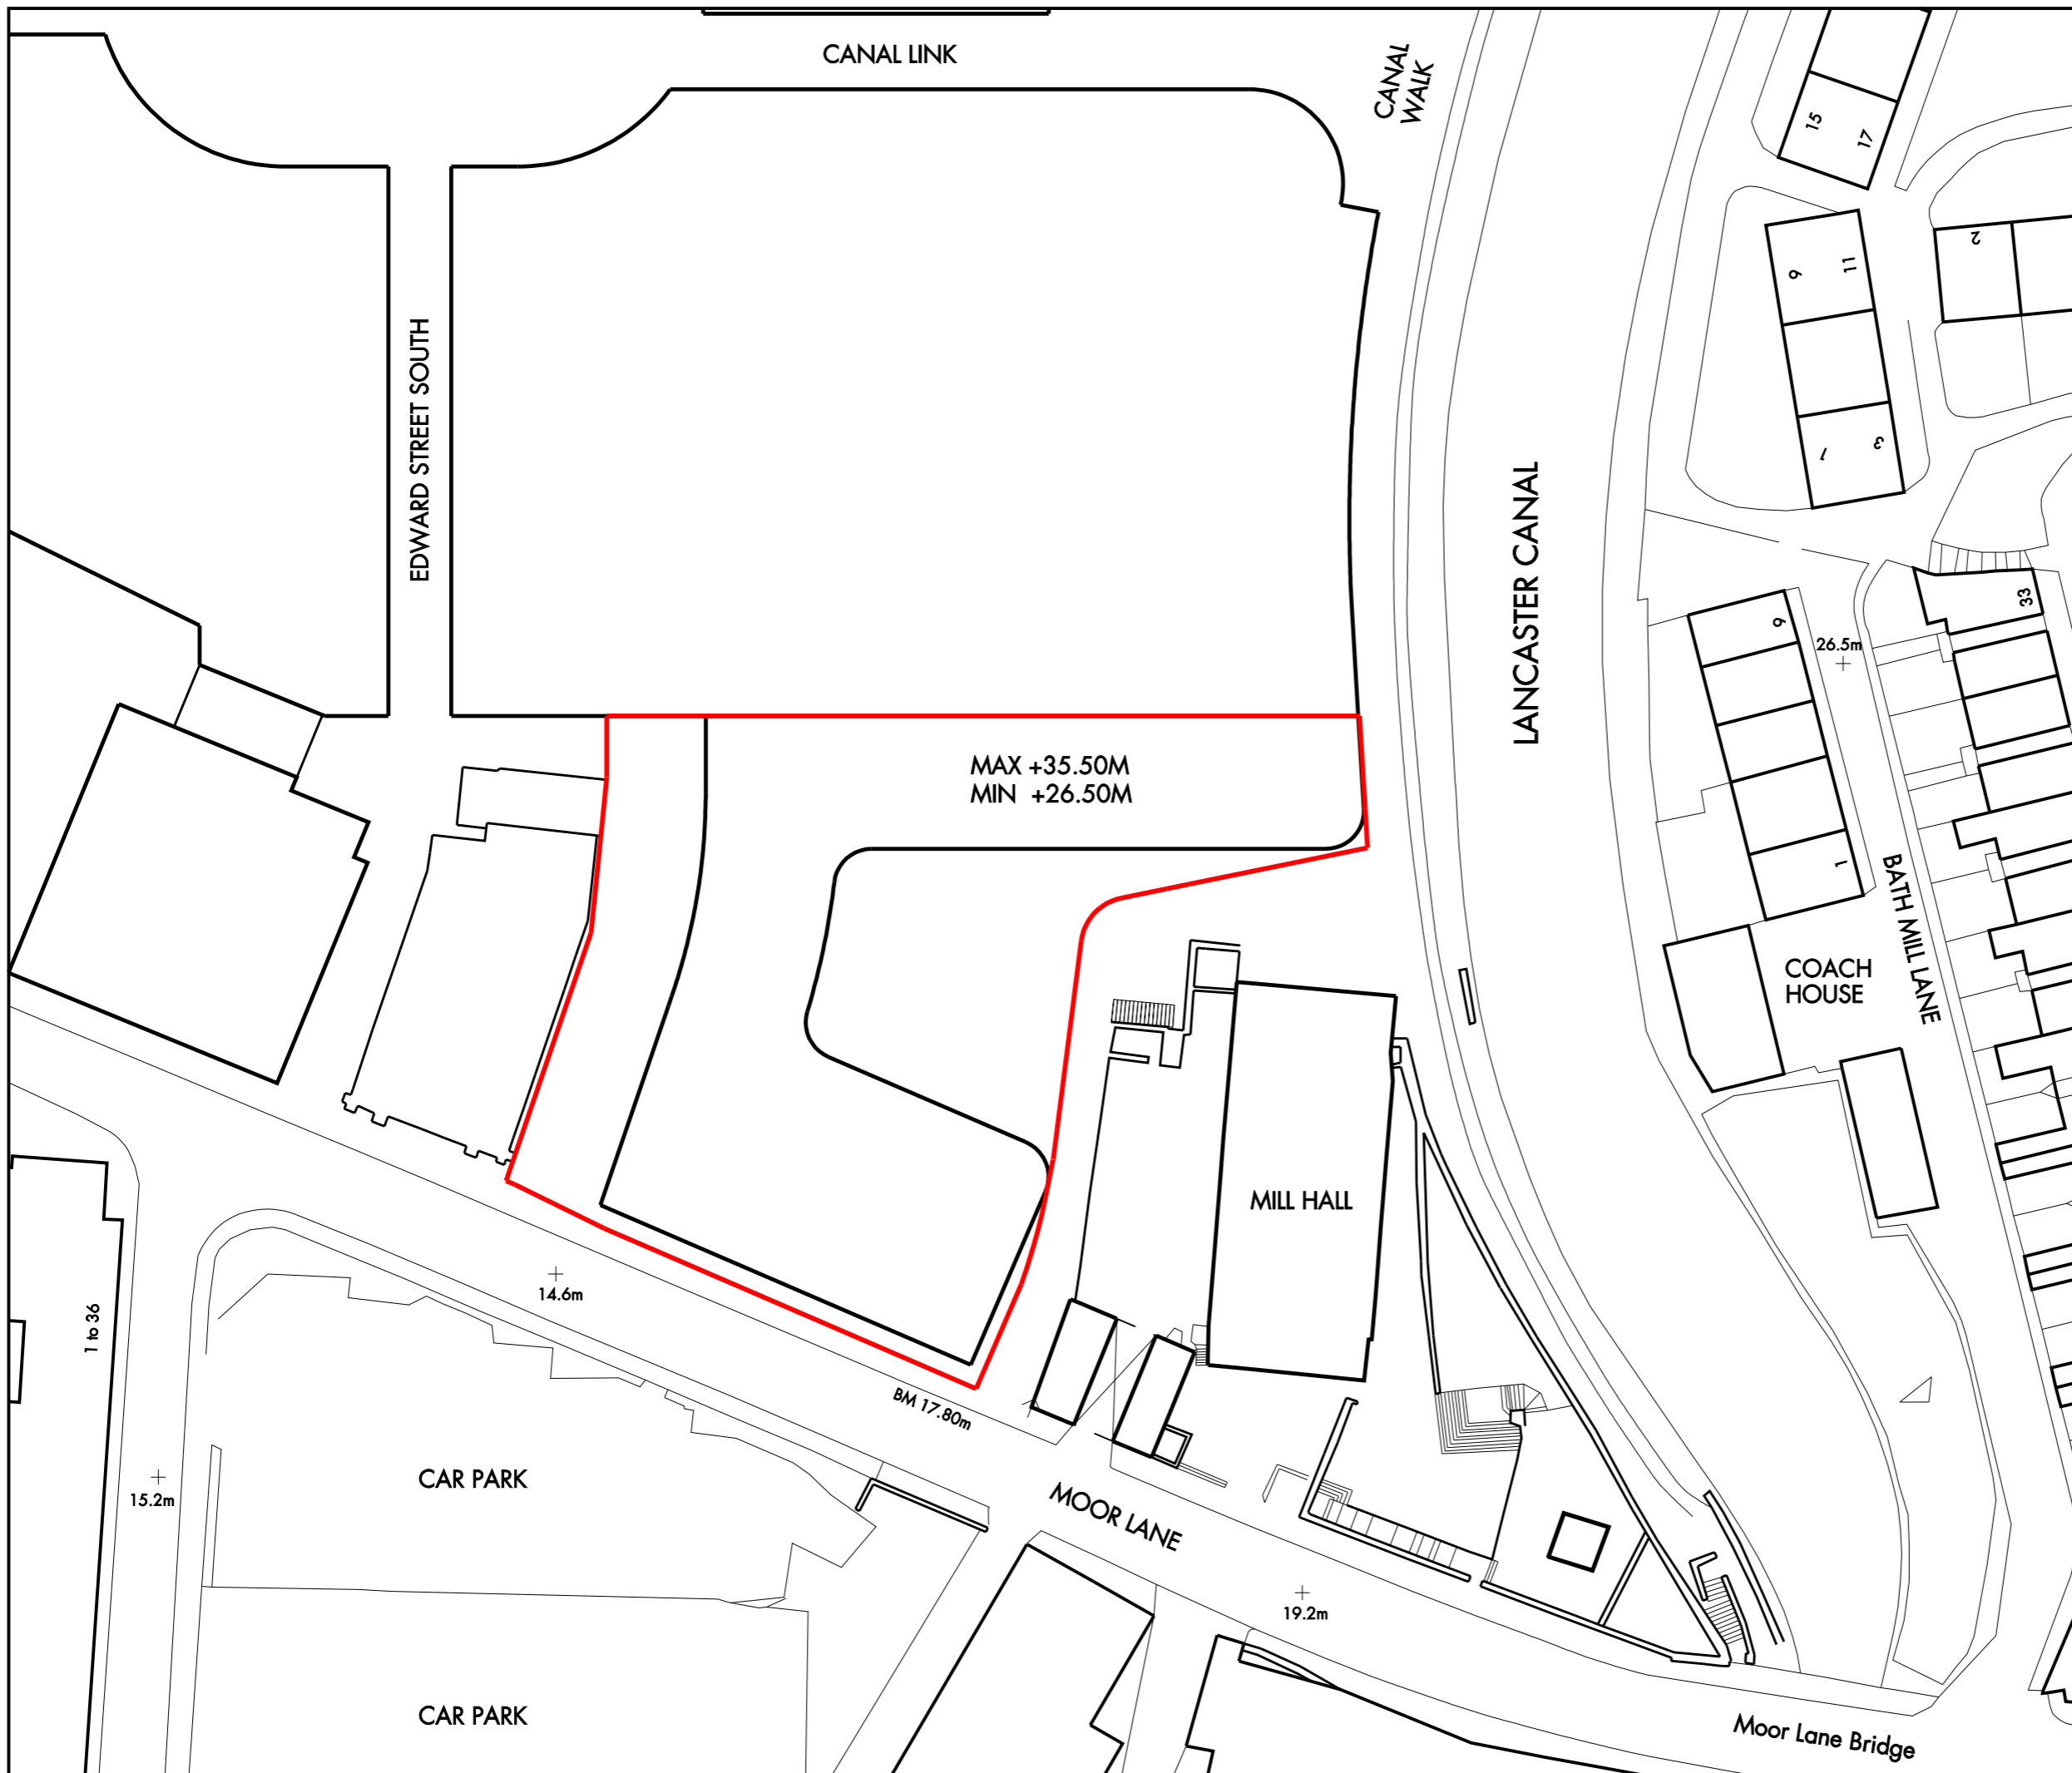 CANAL LINK
CANAL
WALK
15
17
9
11
2
EDWARD STREET SOUTH
1
3
LANCASTER CANAL
33
9
26.5m
MAX +35.50M
MIN +26.50M
1
BATH MILL LANE
COACH
HOUSE
MILL HALL
14.6m
1 to 36
BM 17.80m
CAR PARK
15.2m
MOOR LANE
19.2m
CAR PARK
Moor Lane Bridge